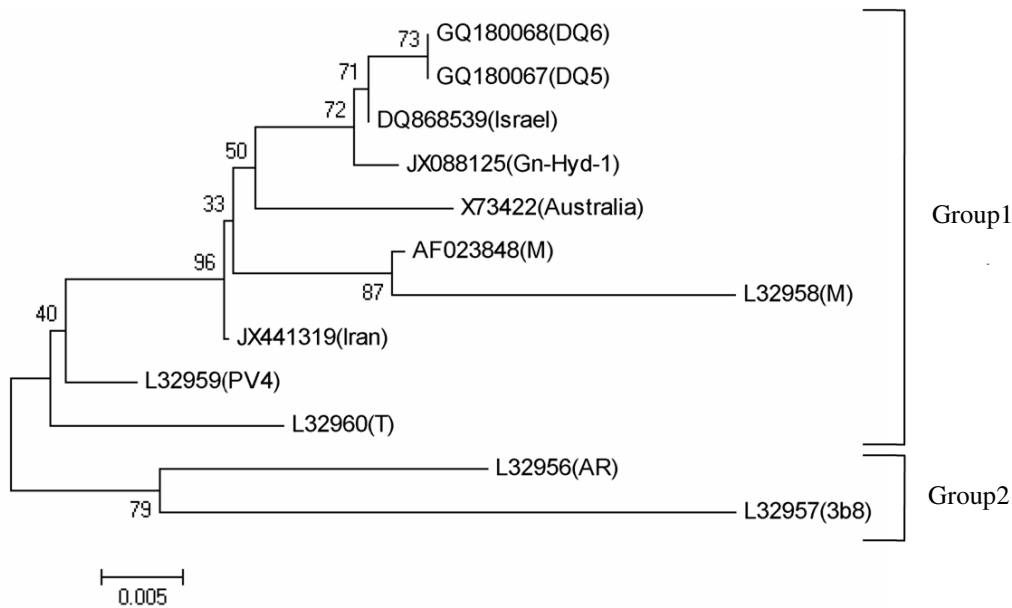 73
GQ180068(DQ6)
71
GQ180067(DQ5)
72
DQ868539(Israel)
50
JX088125(Gn-Hyd-1)
33
X73422(Australia)
Group1
96
AF023848(M)
87
L32958(M)
40
JX441319(Iran)
L32959(PV4)
L32960(T)
L32956(AR)
Group2
79
L32957(3b8)
0.005